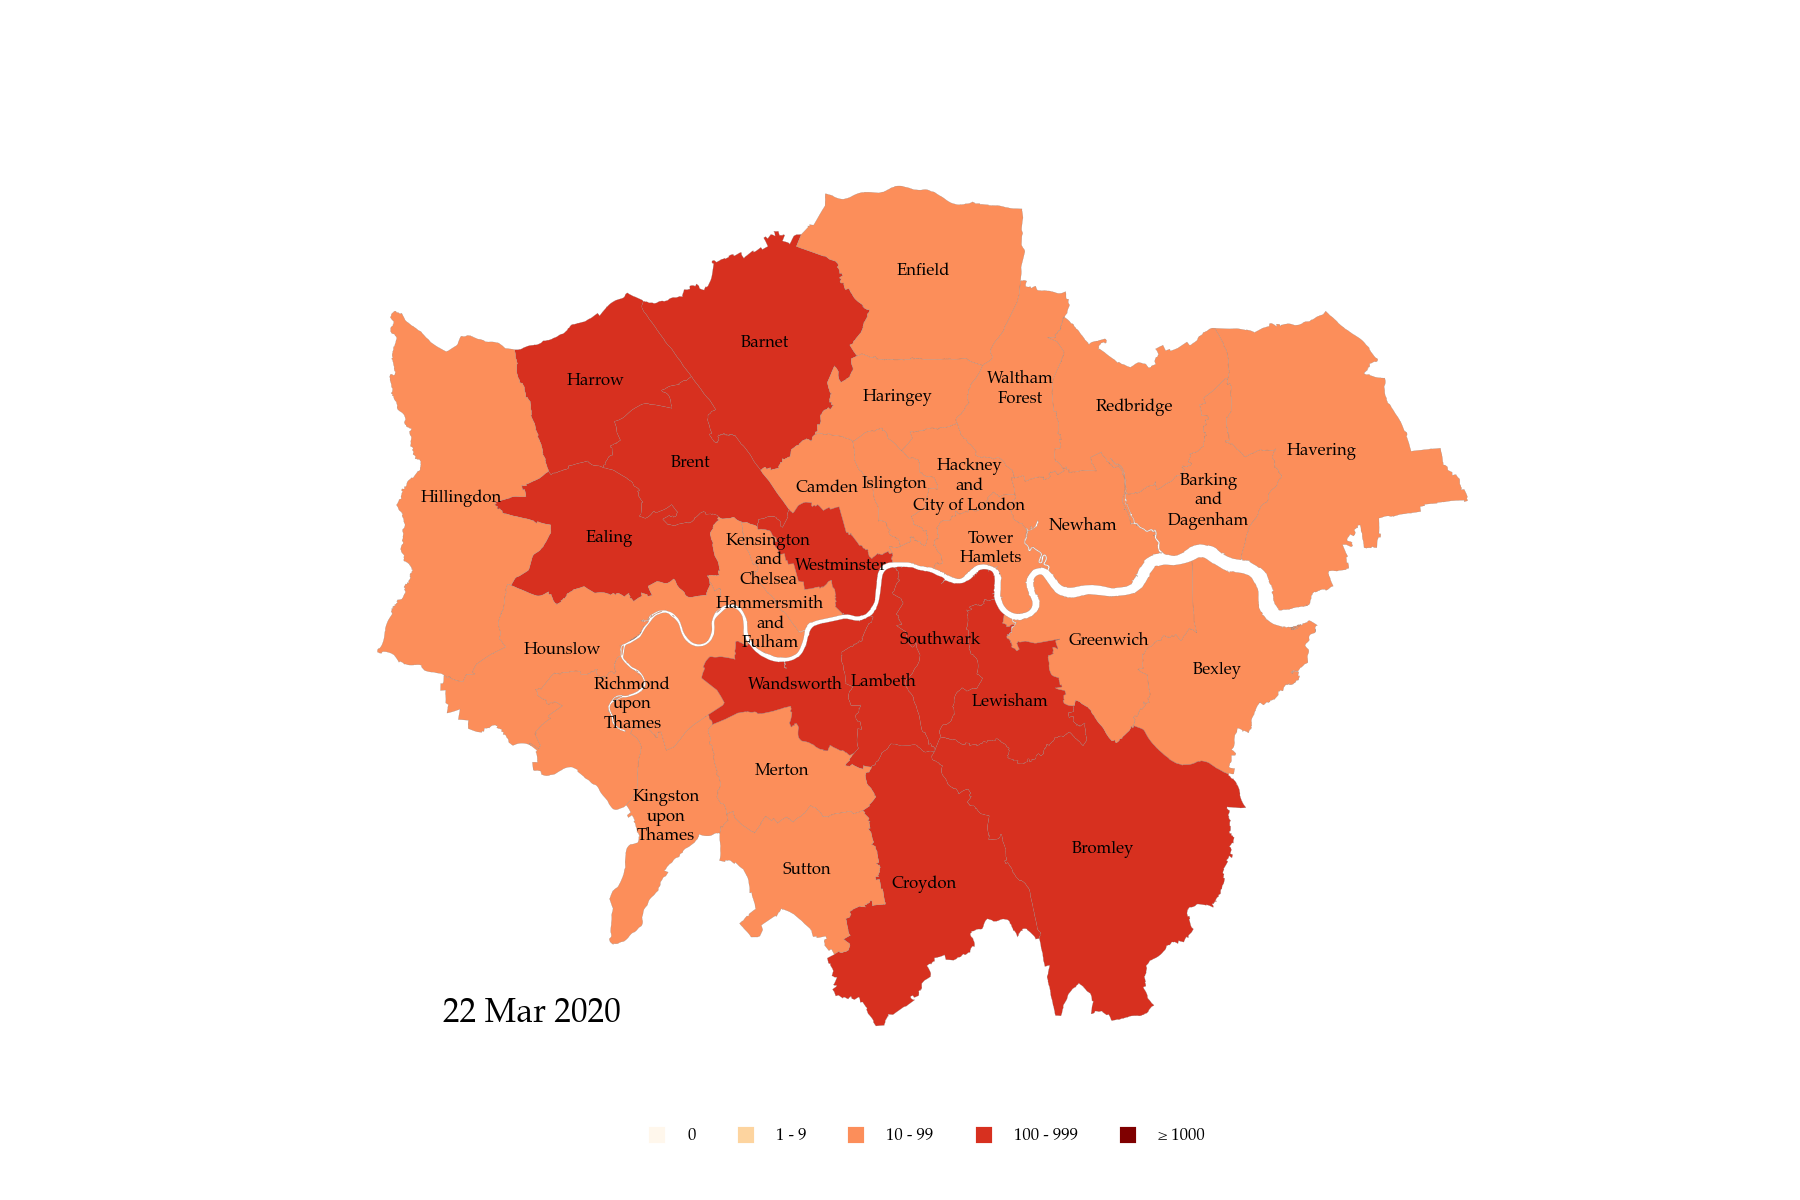 Enfield
Barnet
Harrow
Haringey
Waltham
Forest
Redbridge
Havering
Brent
Hillingdon
Camden
Islington
Hackney
and
City of London
Barking
and
Dagenham
Newham
Ealing
Kensington
and
Chelsea
Westminster
Tower
Hamlets
Hammersmith
and
Fulham
Hounslow
Southwark
Greenwich
Bexley
Richmond
upon
Thames
Wandsworth
Lambeth
Lewisham
Merton
Kingston
upon
Thames
Bromley
Sutton
Croydon
22 Mar 2020
0 1 - 9 10 - 99 100 - 999 ≥ 1000